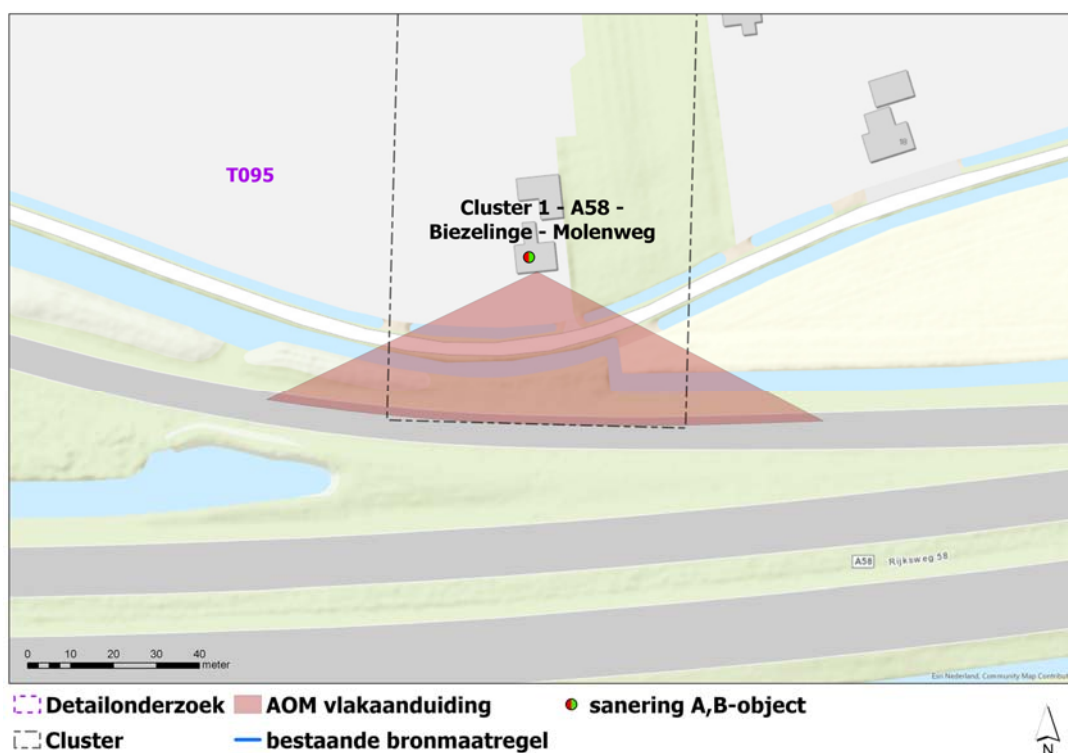 T095
Cluster 1 - A58 -
Biezelinge - Molenweg
A58 Rijksweg 58
0 10 20 30 40
meter
Esri Nederland, Community Map Contribut
Detailonderzoek AOM vlakaanduiding sanering A,B-object
Cluster bestaande bronmaatregel
N